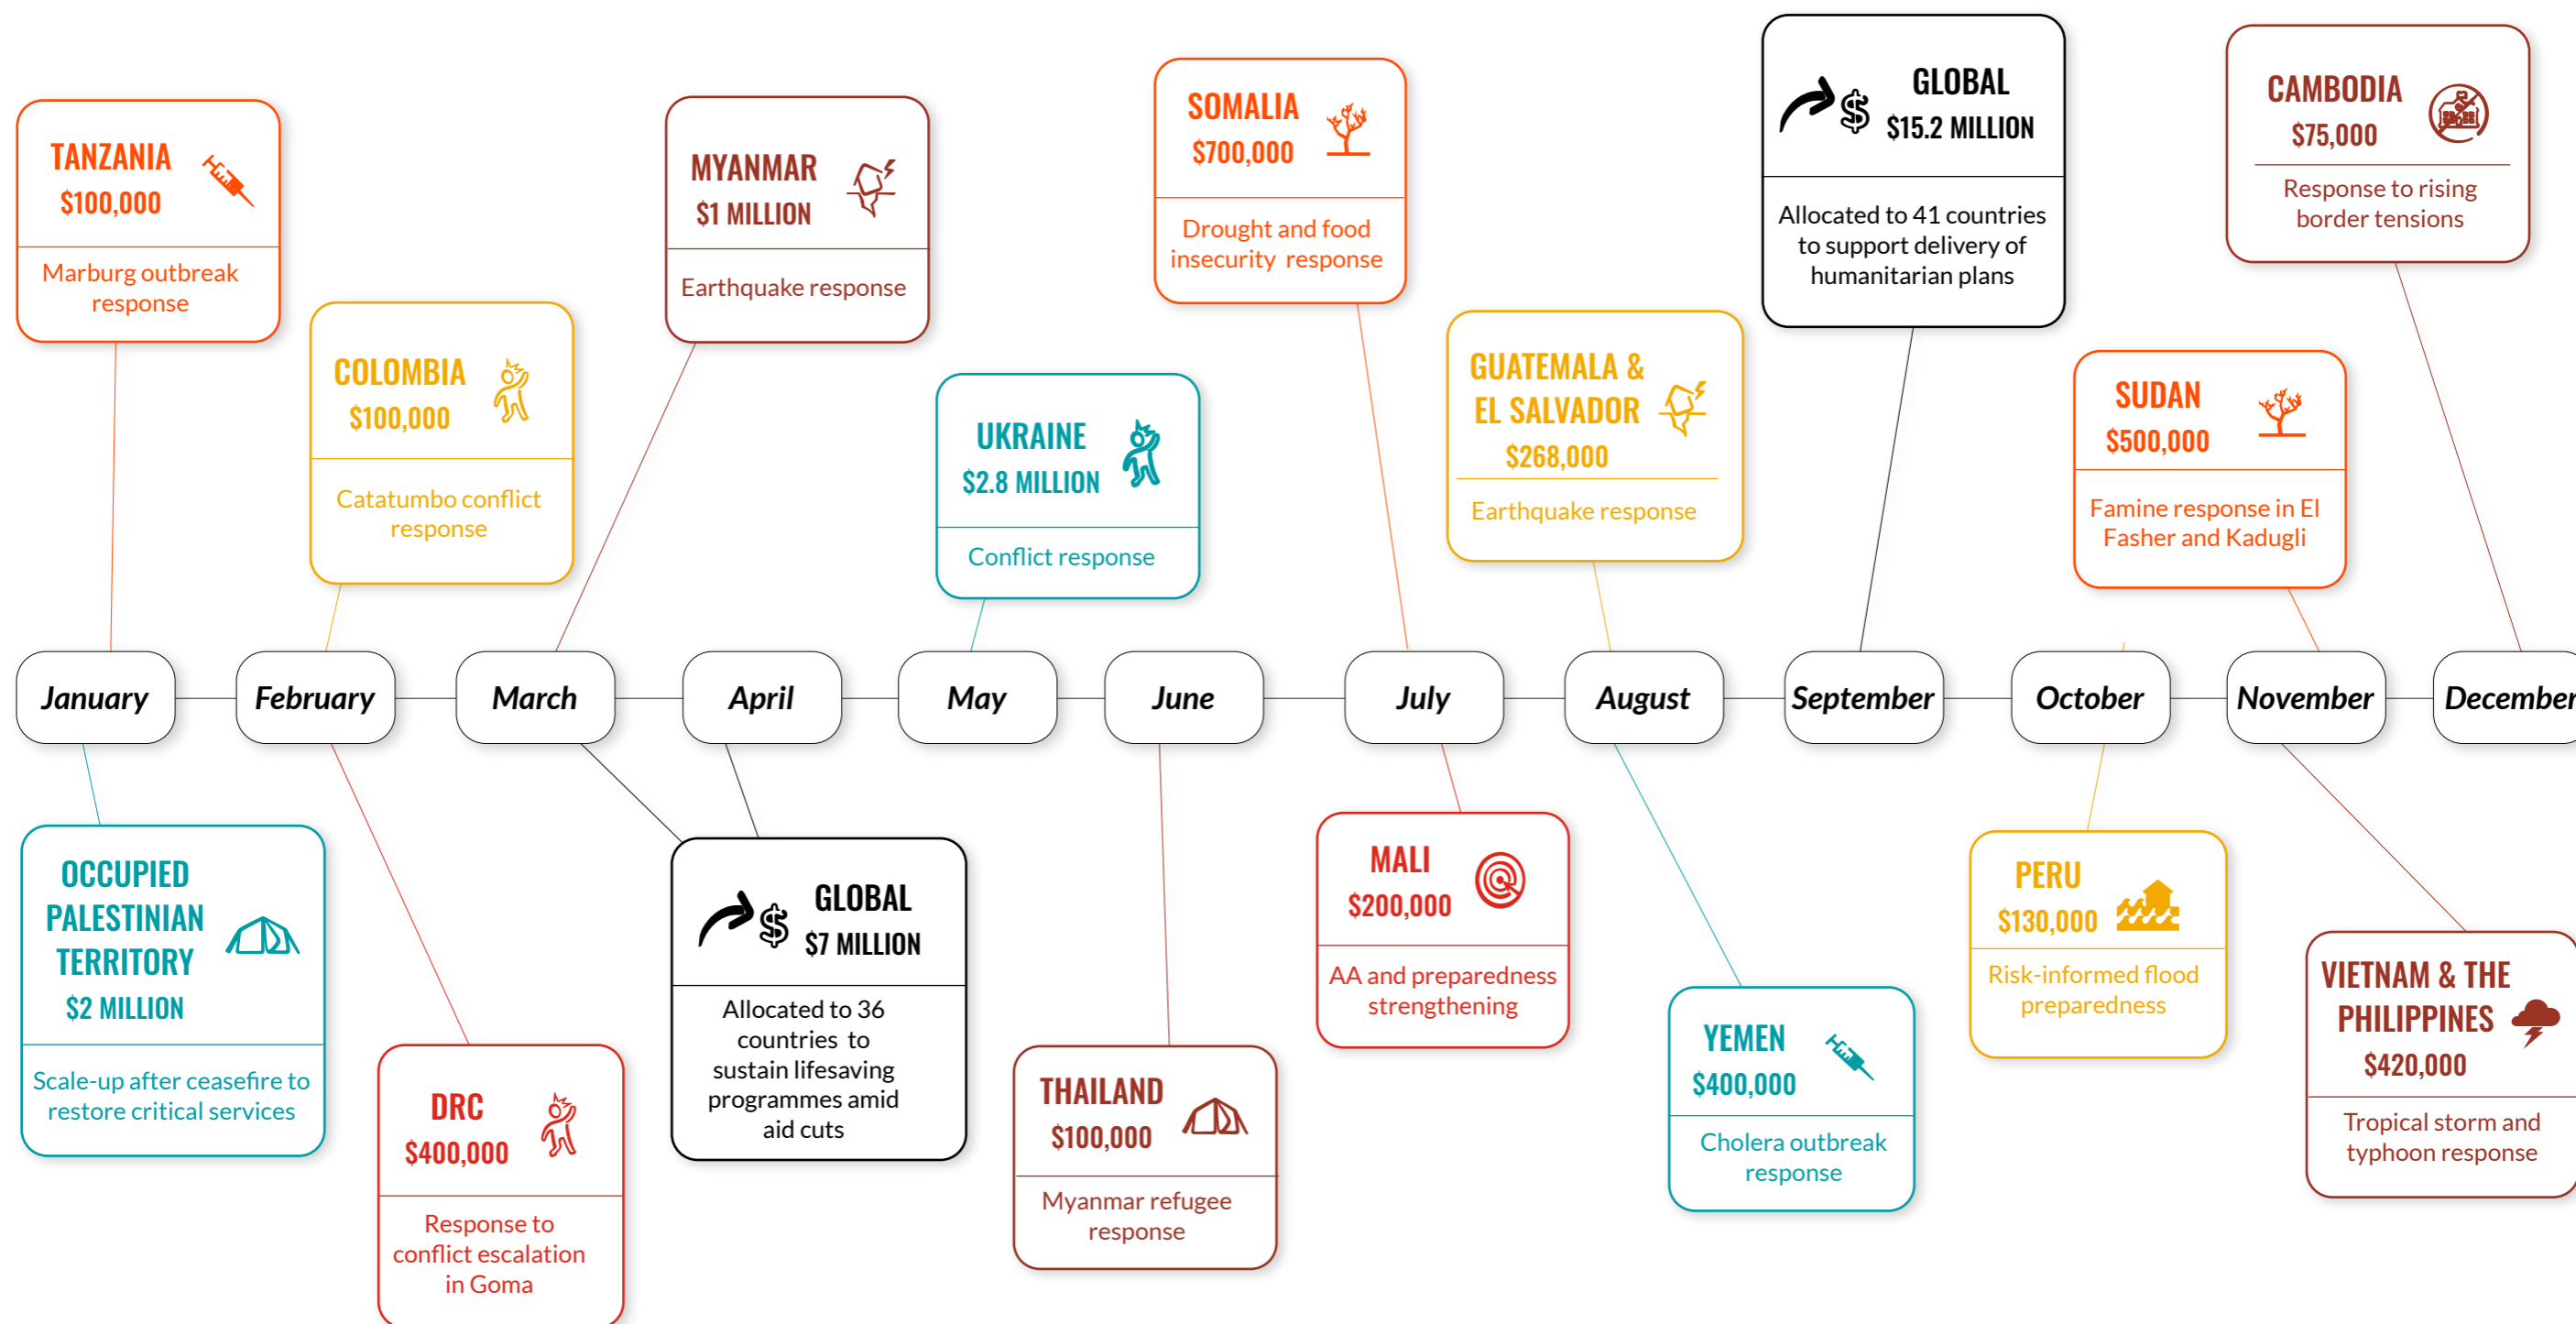 TANZANIA
$100,000
Marburg outbreak
response
COLOMBIA
$100,000
Catatumbo conflict
response
MYANMAR
$1 MILLION
Earthquake response
UKRAINE
$2.8 MILLION
Conflict response
SOMALIA
$700,000
Drought and food
insecurity response
GUATEMALA &
EL SALVADOR
$268,000
Earthquake response
GLOBAL
$15.2 MILLION
Allocated to 41 countries
to support delivery of
humanitarian plans
SUDAN
$500,000
Famine response in El
Fasher and Kadugli
CAMBODIA
$75,000
Response to rising
border tensions
January
February
March
April
May
June
July
August
September
October
November
December
OCCUPIED
PALESTINIAN
TERRITORY
$2 MILLION
Scale-up after ceasefire to
restore critical services
DRC
$400,000
Response to
conflict escalation
in Goma
GLOBAL
$7 MILLION
Allocated to 36
countries to
sustain lifesaving
programmes amid
aid cuts
THAILAND
$100,000
Myanmar refugee
response
MALI
$200,000
AA and preparedness
strengthening
YEMEN
$400,000
Cholera outbreak
response
PERU
$130,000
Risk-informed flood
preparedness
VIETNAM & THE
PHILIPPINES
$420,000
Tropical storm and
typhoon response